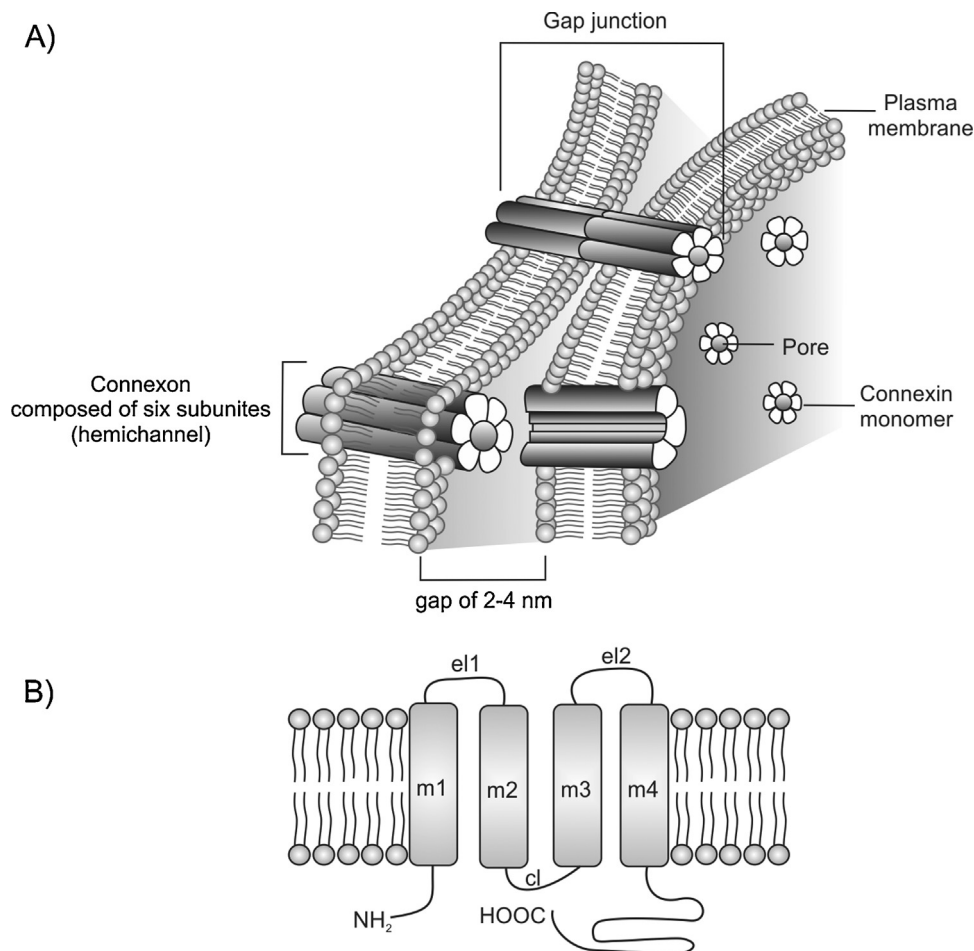 A)
Gap junction
Plasma
membrane
Pore
Connexin
monomer
Connexon
composed of six subunites
(hemichannel)
gap of 2-4 nm
B)
el1
el2
m1
m2
m3
m4
cl
NH2
HOOC